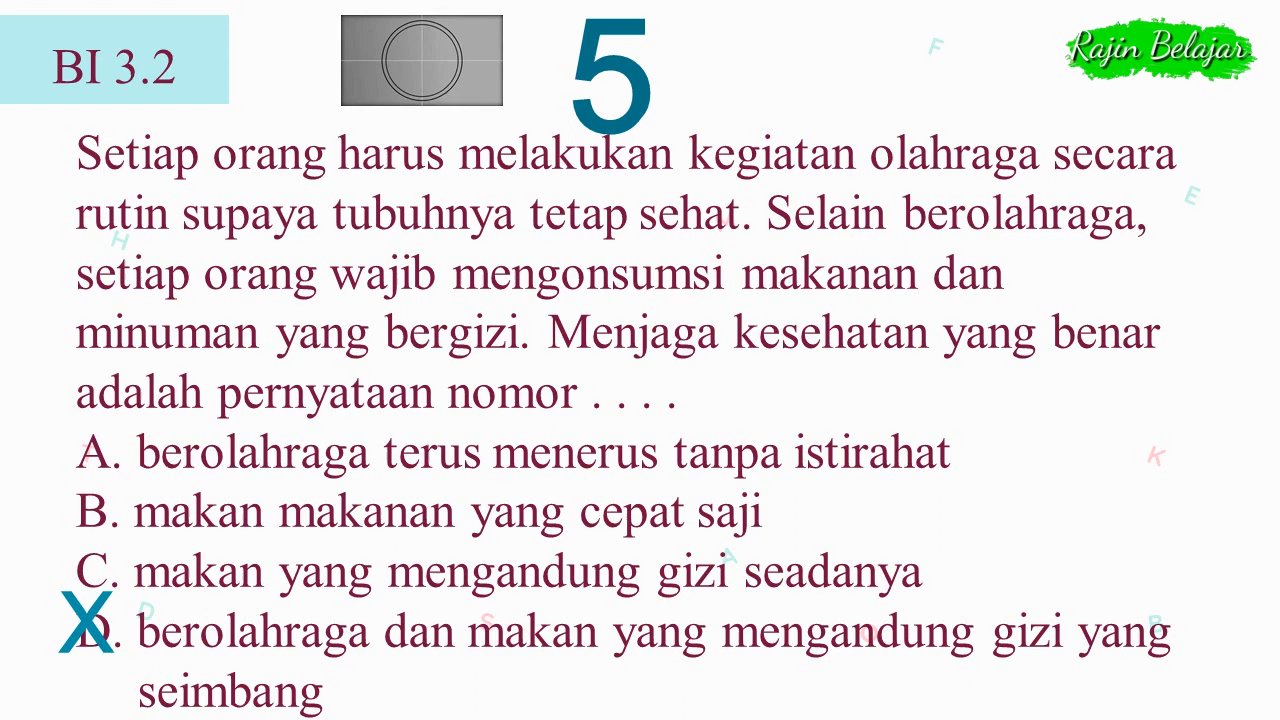 BI 3.2
5
Rajin Belajar
Setiap orang harus melakukan kegiatan olahraga secara
rutin supaya tubuhnya tetap sehat. Selain berolahraga,
setiap orang wajib mengonsumsi makanan dan
minuman yang bergizi. Menjaga kesehatan yang benar
adalah pernyataan nomor . . . .
A. berolahraga terus menerus tanpa istirahat
B. makan makanan yang cepat saji
C. makan yang mengandung gizi seadanya
X D. berolahraga dan makan yang mengandung gizi yang
seimbang
F
E
H
K
A
D
S